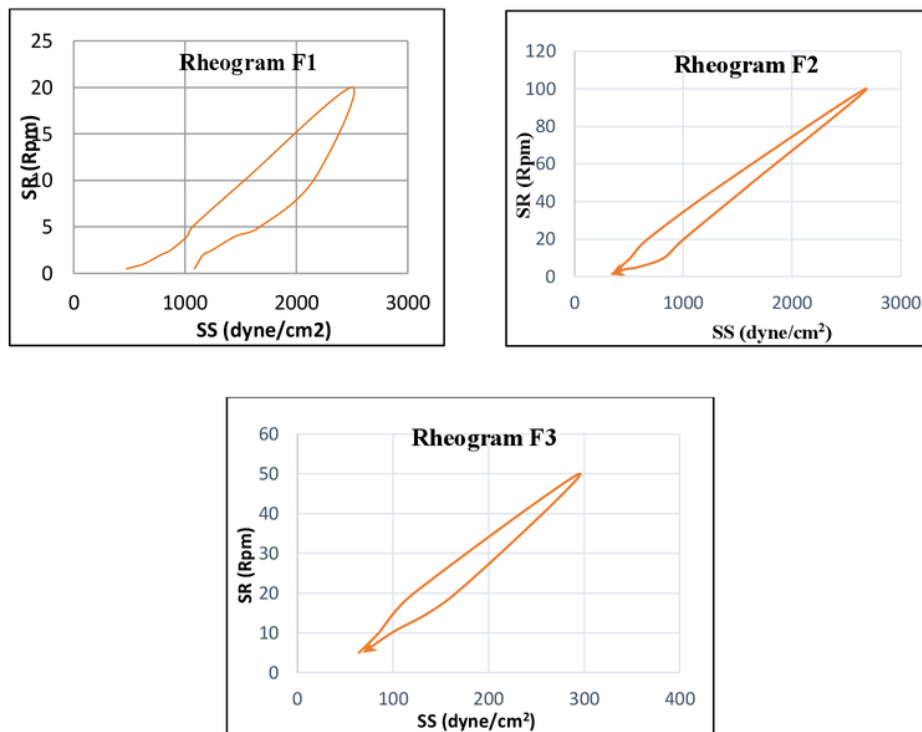 Rheogram F1
25
20
15
10
5
0
SR (Rpm)
0 1000 2000 3000
SS (dyne/cm2)
Rheogram F2
120
100
80
60
40
20
0
SR (Rpm)
0 1000 2000 3000
SS (dyne/cm²)
Rheogram F3
60
50
40
30
20
10
0
SR (Rpm)
0 100 200 300 400
SS (dyne/cm²)